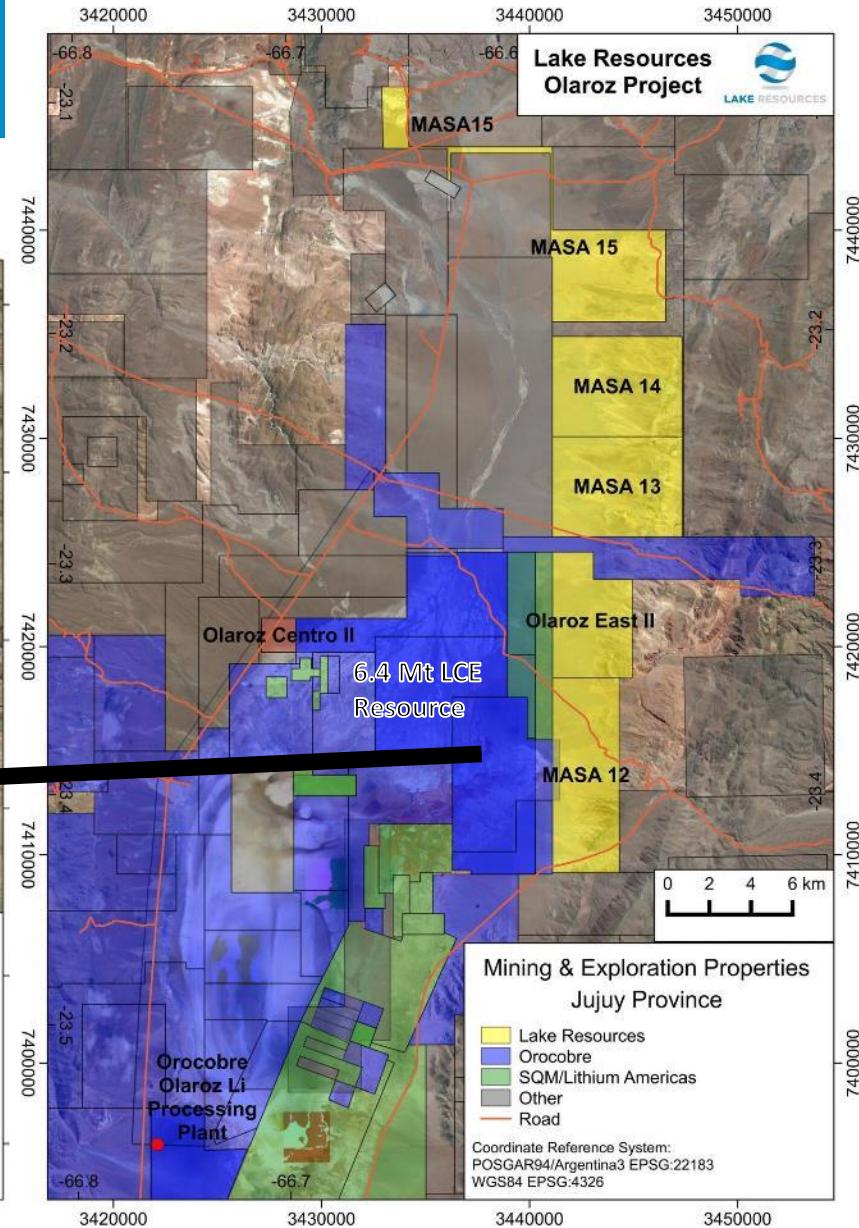 3420000
3430000
3440000
3450000
-66.8
-66.7
-66.6
Lake Resources
Olaroz Project
LAKE RESOURCES
-23.1
MASA15
7440000
7440000
MASA 15
-23.2
-23.2
MASA 14
7430000
7430000
MASA 13
-23.3
-23.3
Olaroz Centro II
Olaroz East II
7420000
7420000
6.4 Mt LCE
Resource
MASA 12
-23.4
-23.4
7410000
7410000
0 2 4 6 km
Mining & Exploration Properties
Jujuy Province
Lake Resources
Orocobre
SQM/Lithium Americas
Other
Road
Coordinate Reference System:
POSGAR94/Argentina3 EPSG:22183
WGS84 EPSG:4326
-23.5
7400000
7400000
Orocobre
Olaroz Li
Processing
Plant
-66.8
-66.7
3420000
3430000
3440000
3450000